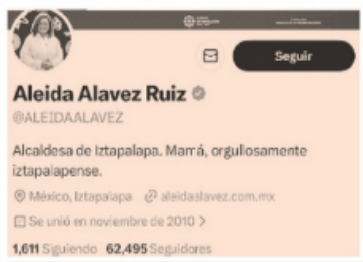 Seguir
Aleida Alavez Ruiz
@ALEIDAALAVEZ
Alcaldesa de Iztapalapa. Mamá, orgullosamente
iztapalapense.
México, Iztapalapa aleidaalavez.com.mx
Se unió en noviembre de 2010 >
1,611 Siguiendo 62,495 Seguidores